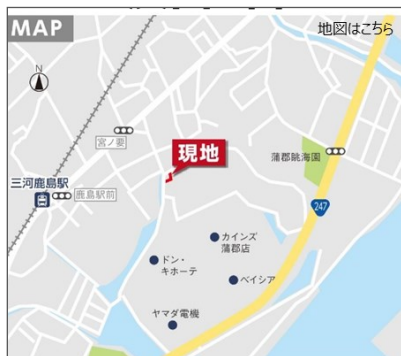 MAP
地図はこちら
N
宮ノ要
現地
蒲郡眺海園
三河鹿島駅
鹿島駅前
247
カインズ
蒲郡店
ドン・
キホーテ
ベイシア
ヤマダ電機